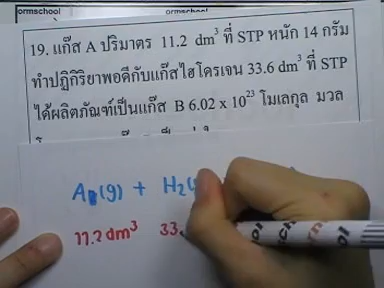 ormschool
ormschool
19. แก๊ส A ปริมาตร 11.2 dm³ ที่ STP หนัก 14 กรัม
ทำปฏิกิริยาพอดีกับแก๊สไฮโดรเจน 33.6 dm³ ที่ STP
ได้ผลิตภัณฑ์เป็นแก๊ส B 6.02 x 10²³ โมเลกุล มวล
A(g) + H₂(
11.2 dm³ 33.